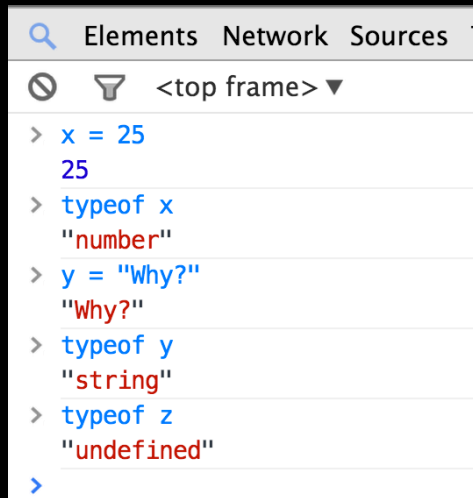 Elements Network Sources
<top frame> ▼
> x = 25
25
> typeof x
"number"
> y = "Why?"
"Why?"
> typeof y
"string"
> typeof z
"undefined"
>